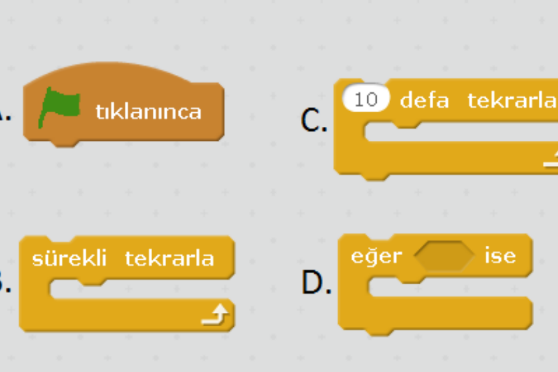 tıklanınca
C.
10 defa tekrarla
sürekli tekrarla
D.
eğer ise